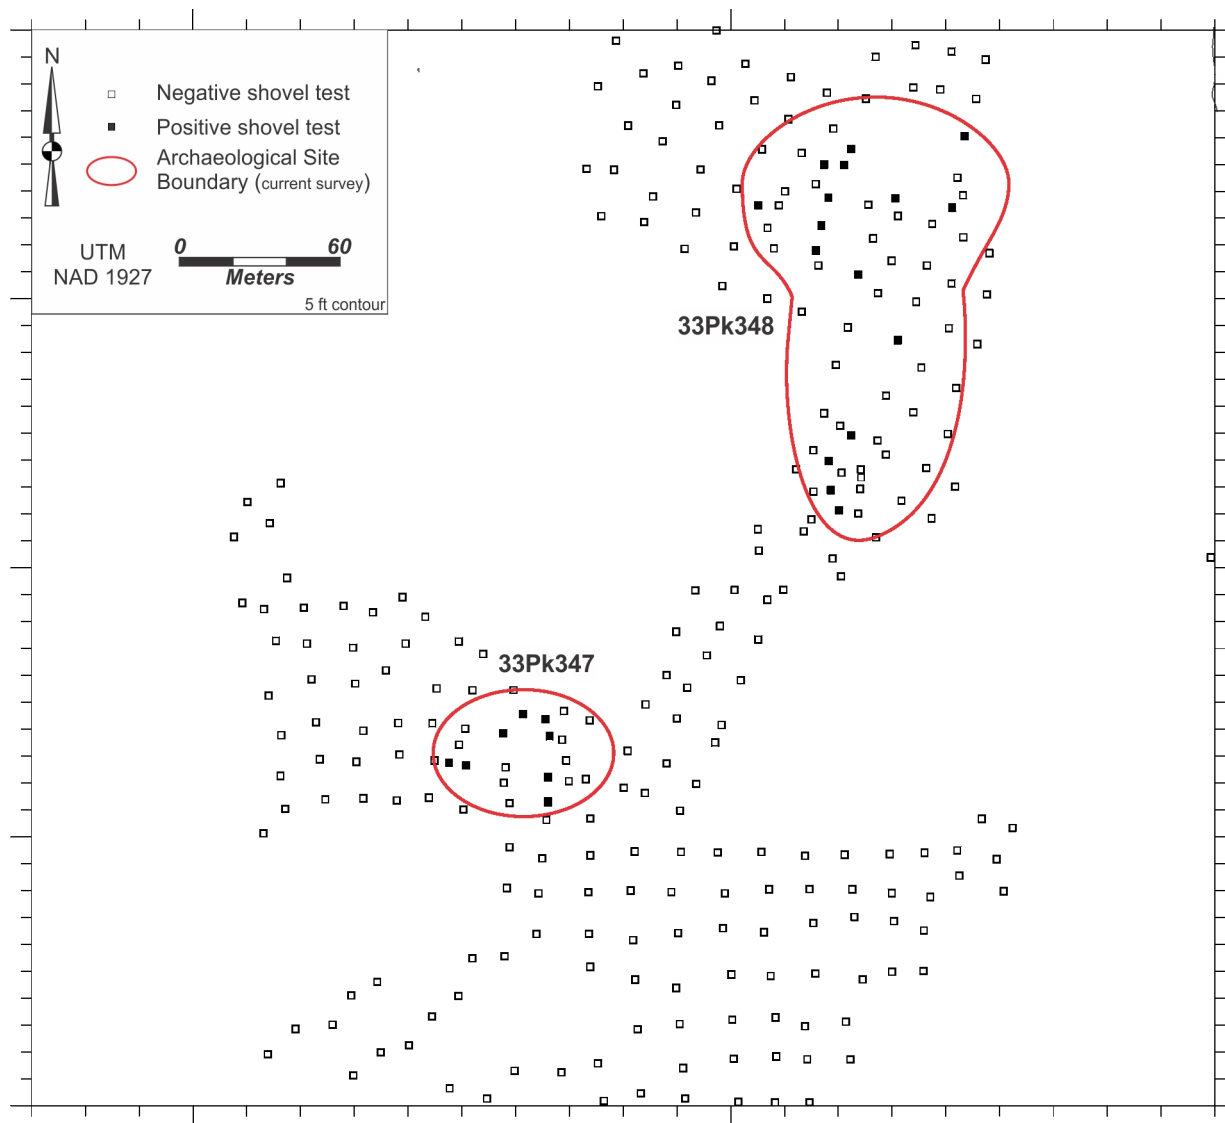 N
Negative shovel test
Positive shovel test
Archaeological Site
Boundary (current survey)
UTM
NAD 1927
0 60
Meters
5 ft contour
33Pk348
33Pk347